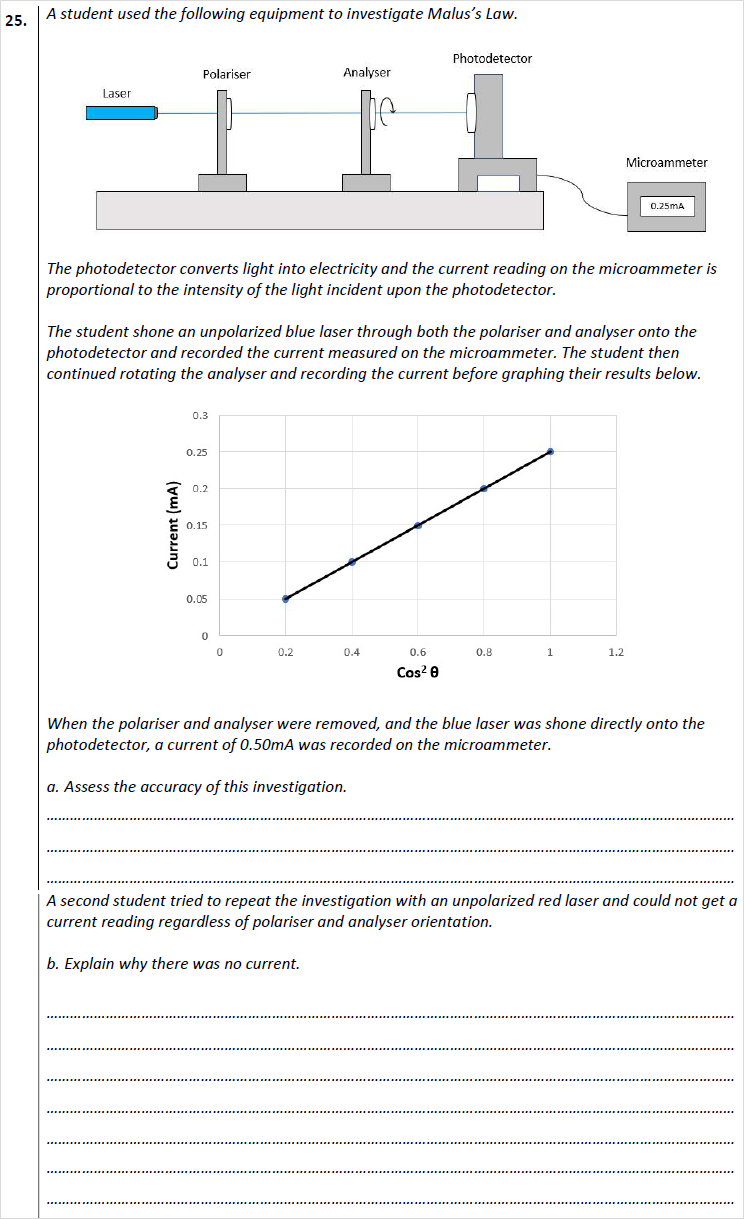 25.
A student used the following equipment to investigate Malus's Law.
Photodetector
Polariser
Analyser
Laser
Microammeter
0.25mA
The photodetector converts light into electricity and the current reading on the microammeter is
proportional to the intensity of the light incident upon the photodetector.
The student shone an unpolarized blue laser through both the polariser and analyser onto the
photodetector and recorded the current measured on the microammeter. The student then
continued rotating the analyser and recording the current before graphing their results below.
0.3
0.25
0.2
0.15
0.1
0.05
0
Current (mA)
0 0.2 0.4 0.6 0.8 1 1.2
Cos² θ
When the polariser and analyser were removed, and the blue laser was shone directly onto the
photodetector, a current of 0.50mA was recorded on the microammeter.
a. Assess the accuracy of this investigation.
A second student tried to repeat the investigation with an unpolarized red laser and could not get a
current reading regardless of polariser and analyser orientation.
b. Explain why there was no current.